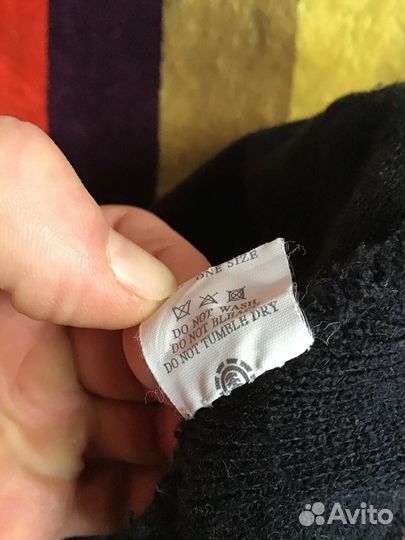 ONE SIZE
DO NOT WASH
DO NOT BLEACH
DO NOT TUMBLE DRY
Avito